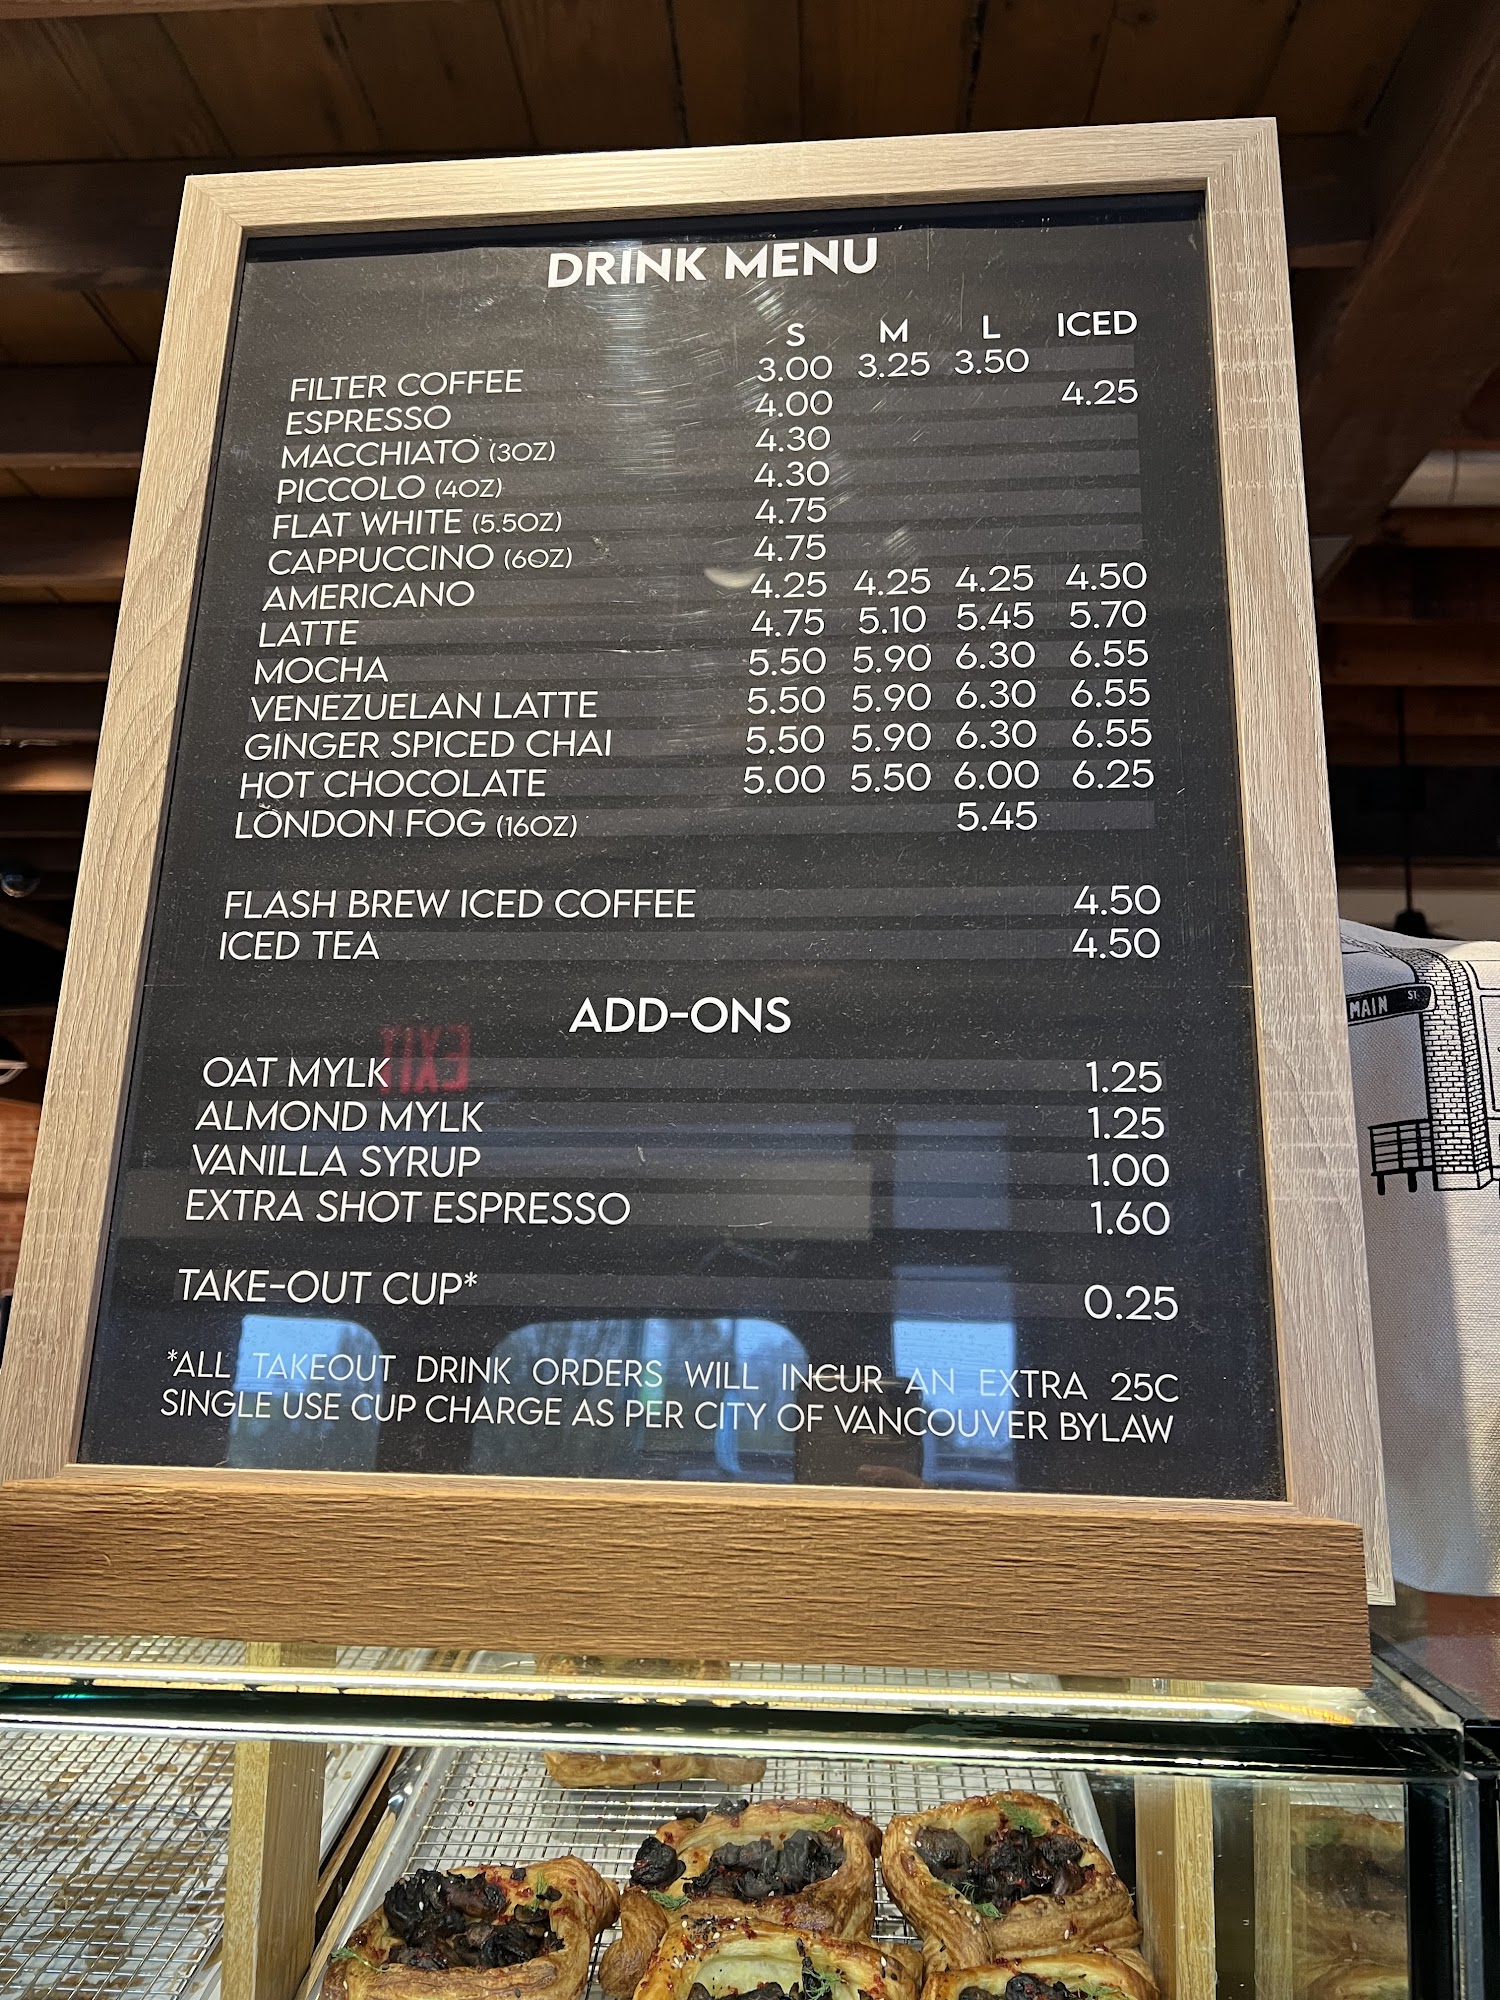 DRINK MENU
S M L ICED
FILTER COFFEE 3.00 3.25 3.50
ESPRESSO 4.00 4.25
MACCHIATO (3OZ) 4.30
PICCOLO (4OZ) 4.30
FLAT WHITE (5.5OZ) 4.75
CAPPUCCINO (6OZ) 4.75
AMERICANO 4.25 4.25 4.25 4.50
LATTE 4.75 5.10 5.45 5.70
MOCHA 5.50 5.90 6.30 6.55
VENEZUELAN LATTE 5.50 5.90 6.30 6.55
GINGER SPICED CHAI 5.50 5.90 6.30 6.55
HOT CHOCOLATE 5.00 5.50 6.00 6.25
LONDON FOG (16OZ) 5.45
FLASH BREW ICED COFFEE 4.50
ICED TEA 4.50
ADD-ONS
OAT MYLK 1.25
ALMOND MYLK 1.25
VANILLA SYRUP 1.00
EXTRA SHOT ESPRESSO 1.60
TAKE-OUT CUP* 0.25
*ALL TAKEOUT DRINK ORDERS WILL INCUR AN EXTRA 25C
SINGLE USE CUP CHARGE AS PER CITY OF VANCOUVER BYLAW
EXIT
MAIN ST.